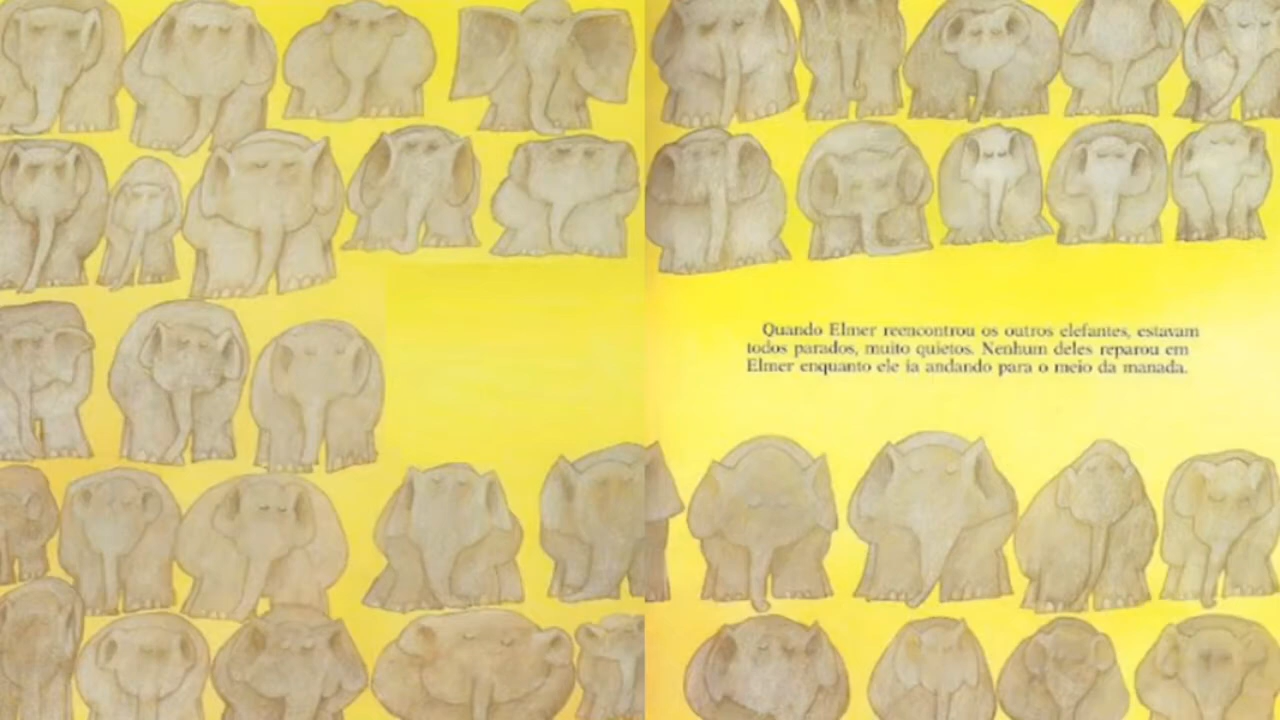 Quando Elmer reencontrou os outros elefantes, estavam
todos parados, muito quietos. Nenhum deles reparou em
Elmer enquanto ele ia andando para o meio da manada.